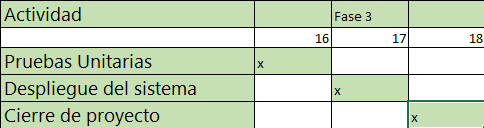 Actividad Fase 3
16 17 18
Pruebas Unitarias x
Despliegue del sistema x
Cierre de proyecto x